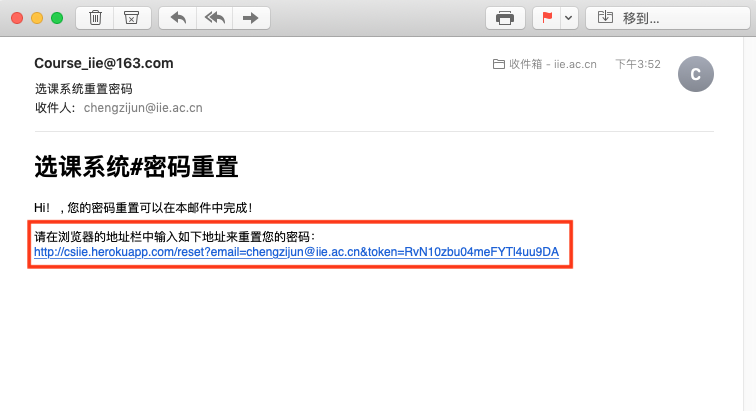 移到...
Course_iie@163.com
收件箱 - iie.ac.cn
下午3:52
C
选课系统重置密码
收件人: chengzijun@iie.ac.cn
选课系统#密码重置
Hi! ,您的密码重置可以在本邮件中完成!
请在浏览器的地址栏中输入如下地址来重置您的密码:
http://csiie.herokuapp.com/reset?email=chengzijun@iie.ac.cn&token=RvN10zbu04meFYTl4uu9DA